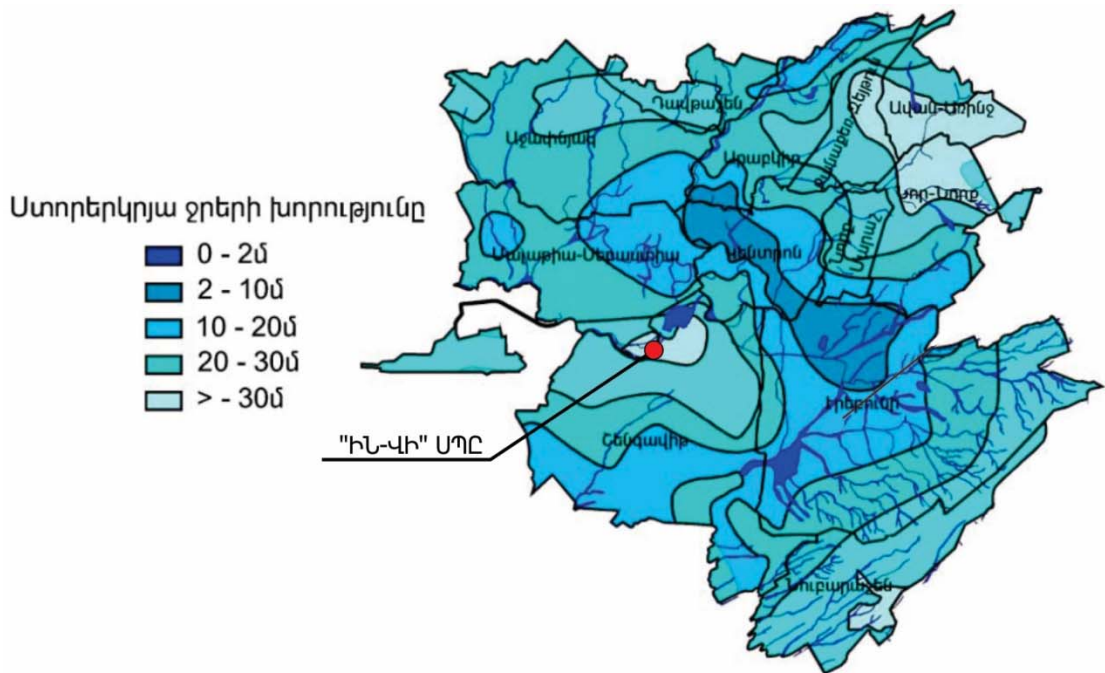 Ստորերկրյա ջրերի խորությունը
0 - 2մ
2 - 10մ
10 - 20մ
20 - 30մ
> - 30մ
"ԻՆ-ՎԻ" ՍՊԸ
Դավթաշեն
Աջափնյակ
Ավան-Առինջ
Արաբկիր
Քանաքեռ-Զեյթուն
Նոր-Նորք
Մալաթիա-Սեբաստիա
Կենտրոն
Էրեբունի
Շենգավիթ
Նուբարաշեն